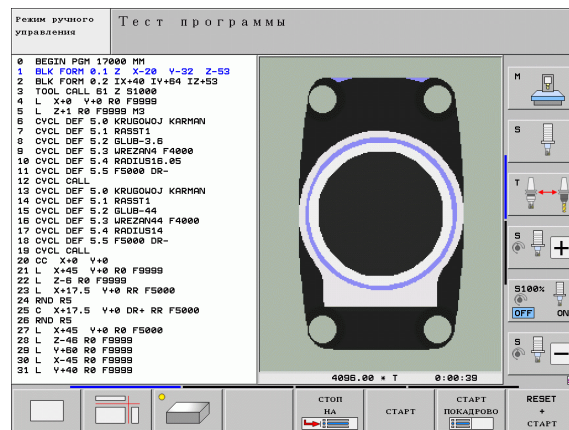 Режим ручного
управления
Тест программы
0 BEGIN PGM 17000 MM
1 BLK FORM 0.1 Z X-20 Y-32 Z-53
2 BLK FORM 0.2 IX+40 IY+64 IZ+53
3 TOOL CALL 61 Z S1000
4 L X+0 Y+0 R0 F9999
5 L Z+1 R0 F9999 M3
6 CYCL DEF 5.0 KRUGOWOJ KARMAN
7 CYCL DEF 5.1 RASST1
8 CYCL DEF 5.2 GLUB-3.6
9 CYCL DEF 5.3 WREZAN4 F4000
10 CYCL DEF 5.4 RADIUS16.05
11 CYCL DEF 5.5 F5000 DR-
12 CYCL CALL
13 CYCL DEF 5.0 KRUGOWOJ KARMAN
14 CYCL DEF 5.1 RASST1
15 CYCL DEF 5.2 GLUB-44
16 CYCL DEF 5.3 WREZAN44 F4000
17 CYCL DEF 5.4 RADIUS14
18 CYCL DEF 5.5 F5000 DR-
19 CYCL CALL
20 CC X+0 Y+0
21 L X+45 Y+0 R0 F9999
22 L Z-6 R0 F9999
23 L X+17.5 Y+0 RR F5000
24 RND R5
25 C X+17.5 Y+0 DR+ RR F5000
26 RND R5
27 L X+45 Y+0 R0 F5000
28 L Z-46 R0 F9999
29 L Y+60 R0 F9999
30 L X-45 R0 F9999
31 L Y+40 R0 F9999
4096.00 * T 0:00:39
M
S
T
S
S100%
OFF ON
S
СТОП
НА
СТАРТ
СТАРТ
ПОКАДРОВО
RESET
+
СТАРТ